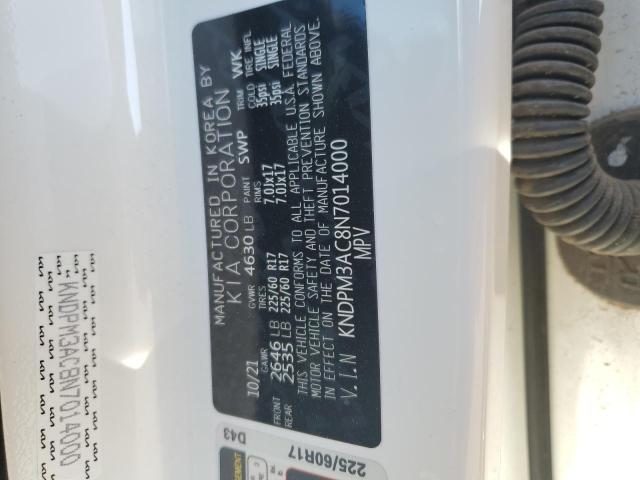 MANUFACTURED IN KOREA BY
KIA CORPORATION
10/21 GVWR 4630 LB PAINT SWP TRIM WK
GAWR TIRES RIMS COLD TIRE INFL.
FRONT 2646 LB 225/60 R17 7.0Jx17 35psi SINGLE
REAR 2535 LB 225/60 R17 7.0Jx17 35psi SINGLE
THIS VEHICLE CONFORMS TO ALL APPLICABLE U.S.A. FEDERAL
MOTOR VEHICLE SAFETY AND THEFT PREVENTION STANDARDS
IN EFFECT ON THE DATE OF MANUFACTURE SHOWN ABOVE.
V.I.N KNDPM3AC8N7014000
MPV
*KNDPM3AC8N7014000
D43
225/60R17